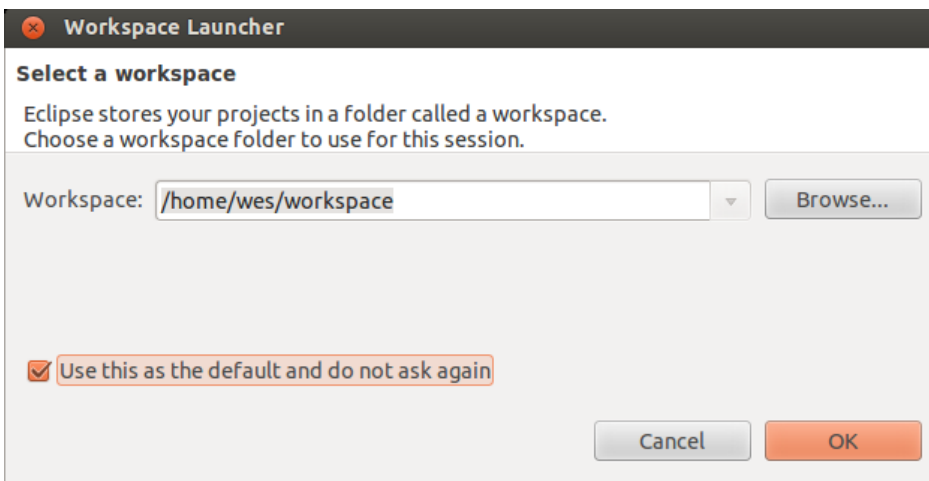 Workspace Launcher
Select a workspace
Eclipse stores your projects in a folder called a workspace.
Choose a workspace folder to use for this session.
Workspace: /home/wes/workspace Browse...
Use this as the default and do not ask again
Cancel OK